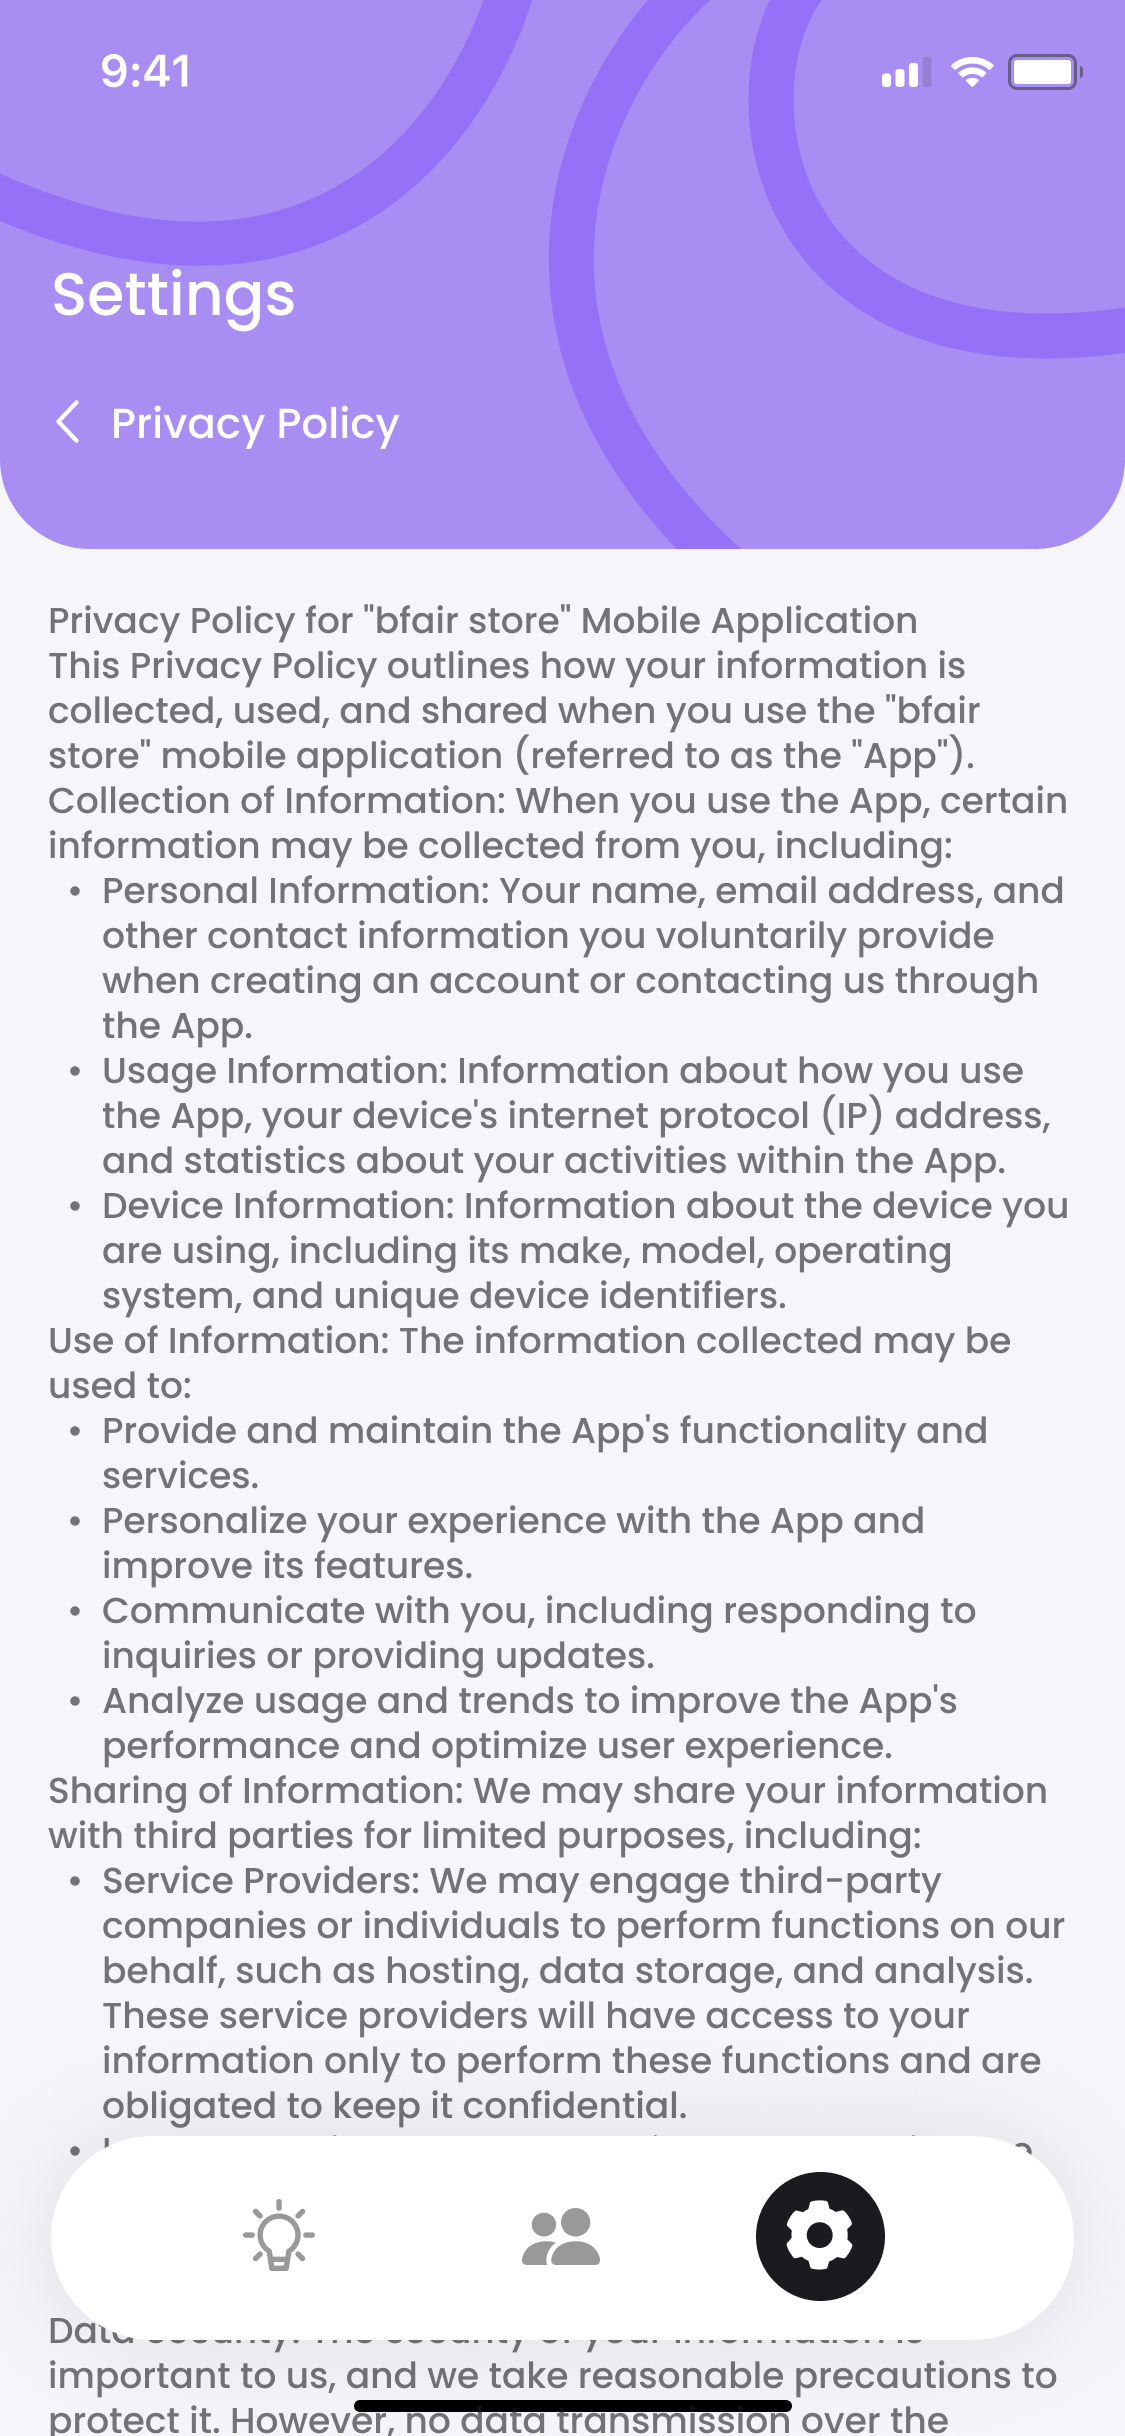 9:41
Settings
Privacy Policy
Privacy Policy for "bfair store" Mobile Application
This Privacy Policy outlines how your information is
collected, used, and shared when you use the "bfair
store" mobile application (referred to as the "App").
Collection of Information: When you use the App, certain
information may be collected from you, including:
• Personal Information: Your name, email address, and
other contact information you voluntarily provide
when creating an account or contacting us through
the App.
• Usage Information: Information about how you use
the App, your device's internet protocol (IP) address,
and statistics about your activities within the App.
• Device Information: Information about the device you
are using, including its make, model, operating
system, and unique device identifiers.
Use of Information: The information collected may be
used to:
• Provide and maintain the App's functionality and
services.
• Personalize your experience with the App and
improve its features.
• Communicate with you, including responding to
inquiries or providing updates.
• Analyze usage and trends to improve the App's
performance and optimize user experience.
Sharing of Information: We may share your information
with third parties for limited purposes, including:
• Service Providers: We may engage third-party
companies or individuals to perform functions on our
behalf, such as hosting, data storage, and analysis.
These service providers will have access to your
information only to perform these functions and are
obligated to keep it confidential.
•
Data security: The security of your information is
important to us, and we take reasonable precautions to
protect it. However, no data transmission over the